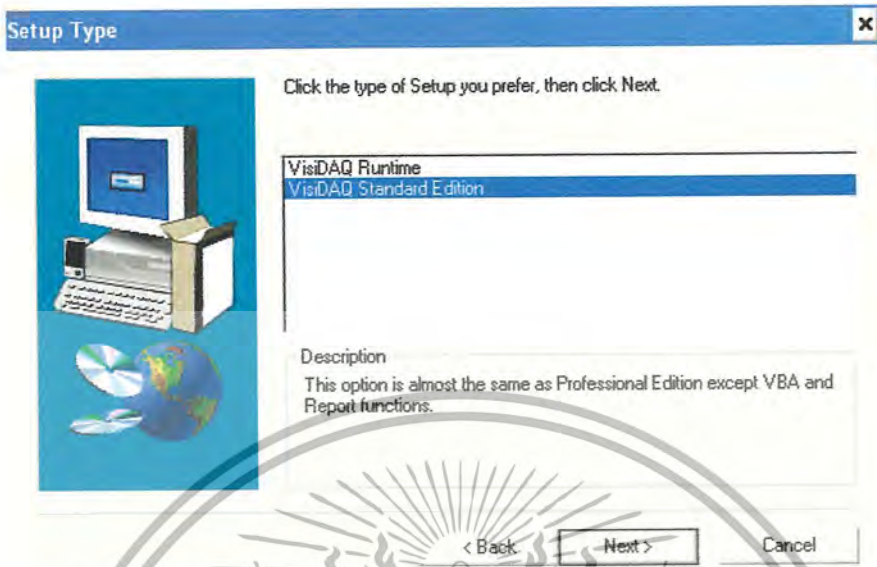 Setup Type
Click the type of Setup you prefer, then click Next.
VisiDAQ Runtime
VisiDAQ Standard Edition
Description
This option is almost the same as Professional Edition except VBA and
Report functions.
< Back
Next >
Cancel